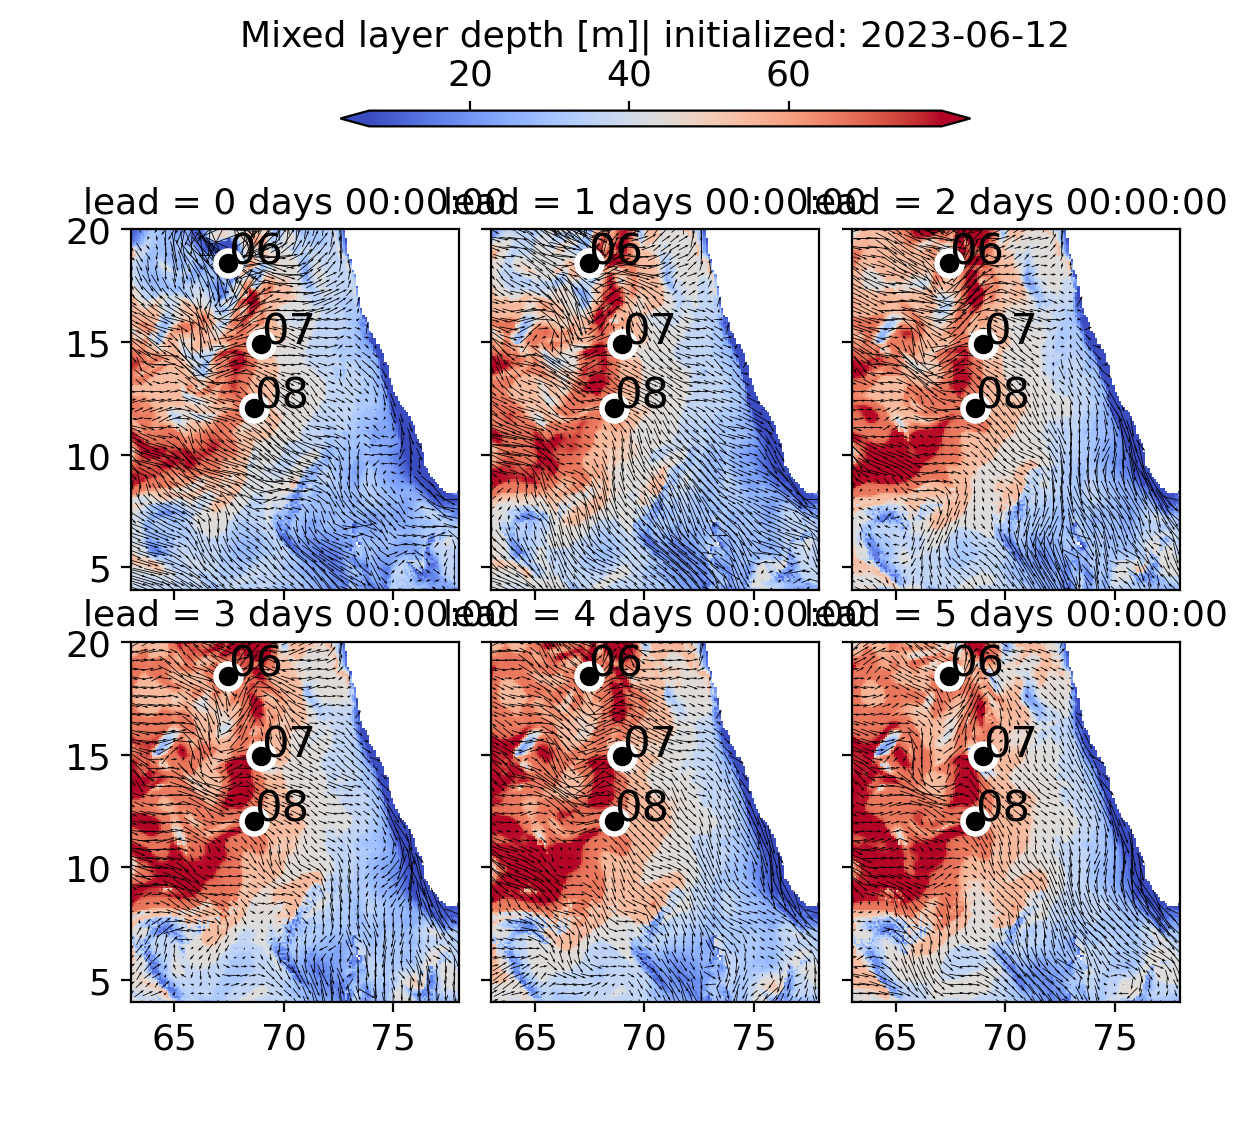 Mixed layer depth [m]| initialized: 2023-06-12
20 40 60
lead = 0 days 00:00:00 lead = 1 days 00:00:00 lead = 2 days 00:00:00
20
06 06 06
15
07 07 07
08 08 08
10
5
lead = 3 days 00:00:00 lead = 4 days 00:00:00 lead = 5 days 00:00:00
20
06 06 06
15
07 07 07
08 08 08
10
5
65 70 75 65 70 75 65 70 75